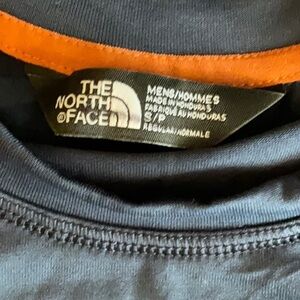 THE
NORTH
FACE
MENS/HOMMES
MADE IN HONDURAS
FABRIQUÉ AU HONDURAS
S/P
REGULAR/NORMALE